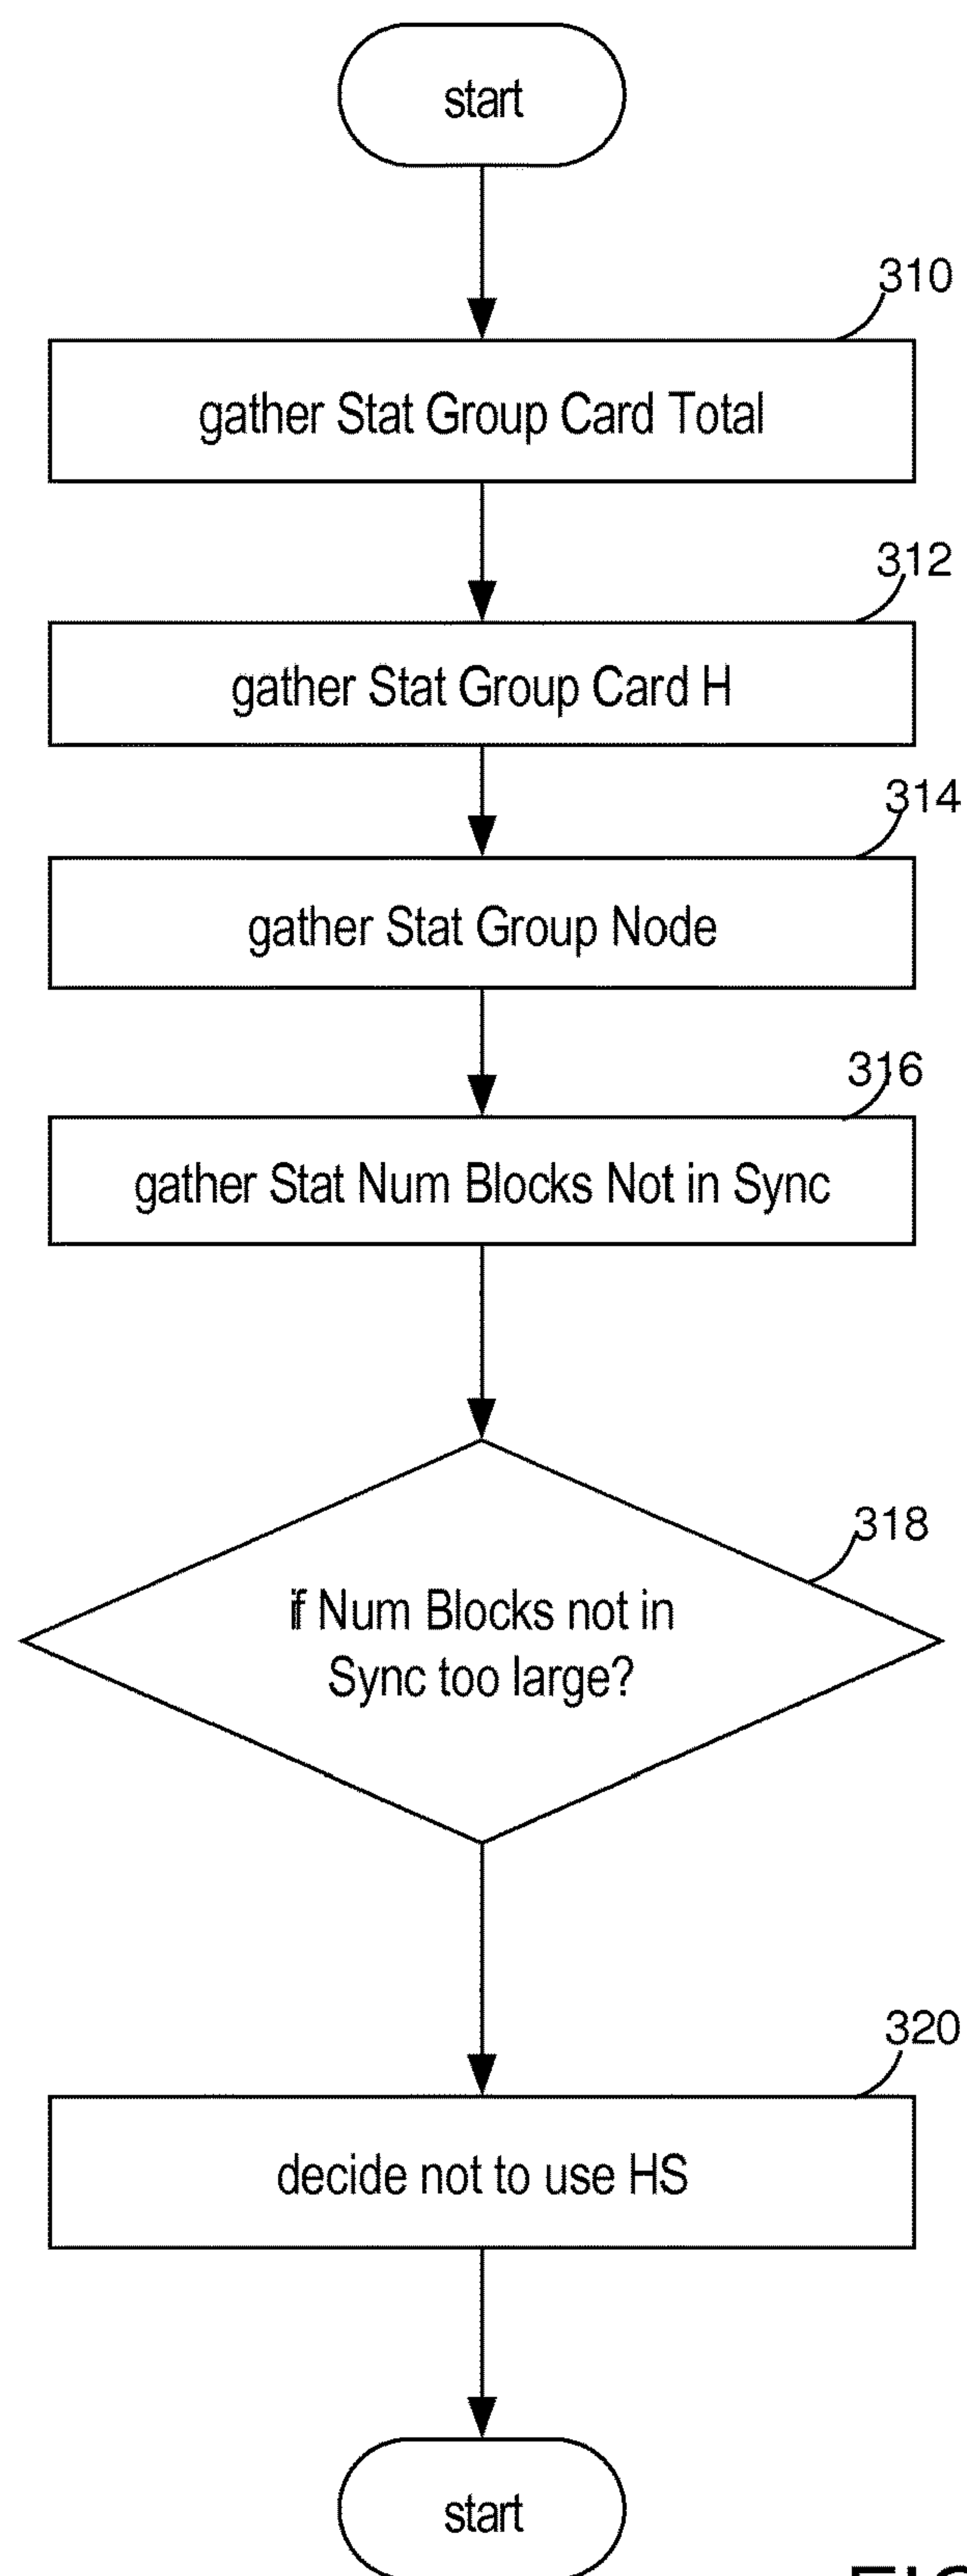 start
310
gather Stat Group Card Total
312
gather Stat Group Card H
314
gather Stat Group Node
316
gather Stat Num Blocks Not in Sync
318
if Num Blocks not in
Sync too large?
320
decide not to use HS
start